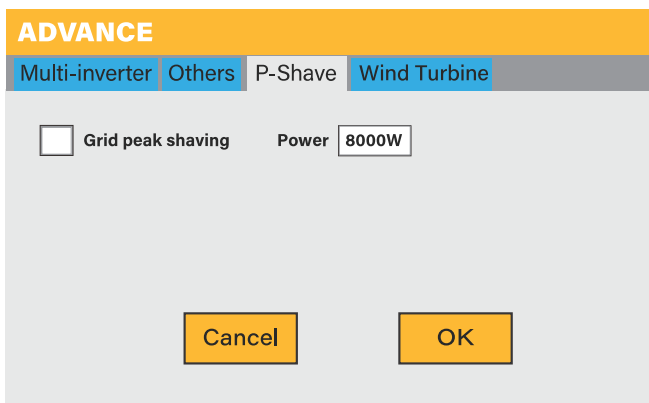 ADVANCE
Multi-inverter Others P-Shave Wind Turbine
Grid peak shaving Power 8000W
Cancel OK